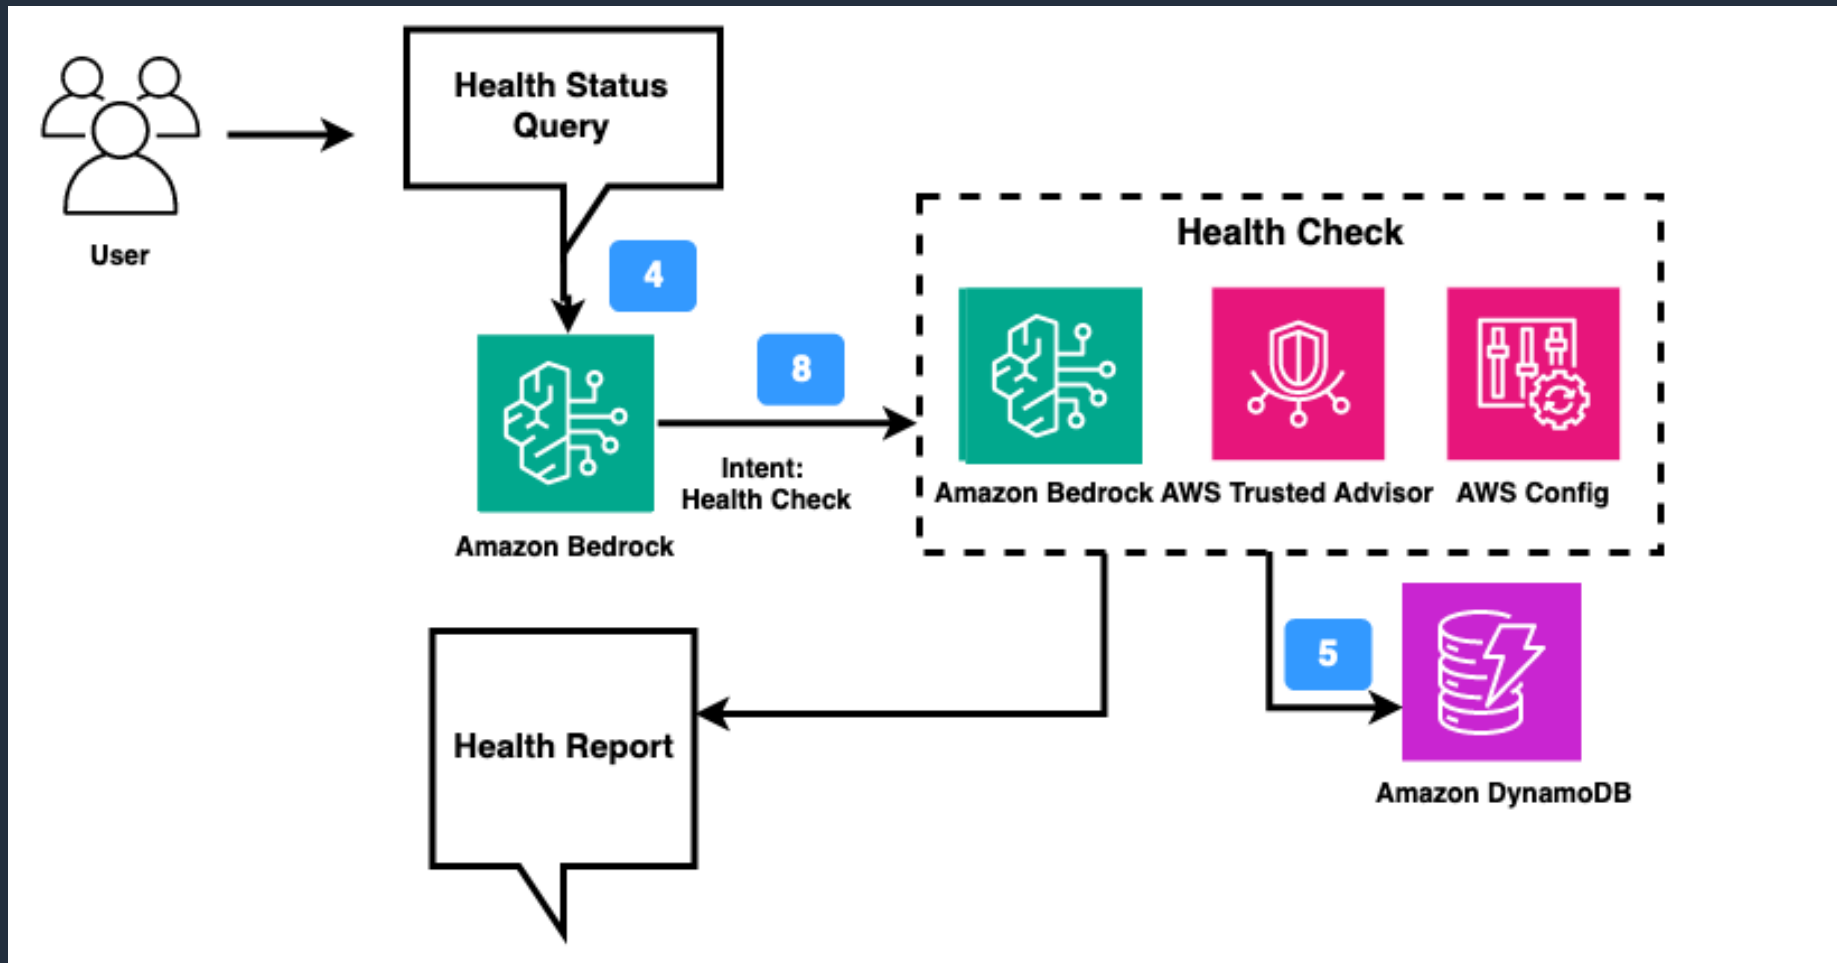 Health Status
Query
User
4
Health Check
8
Intent:
Health Check
Amazon Bedrock
Amazon Bedrock
AWS Trusted Advisor
AWS Config
5
Health Report
Amazon DynamoDB